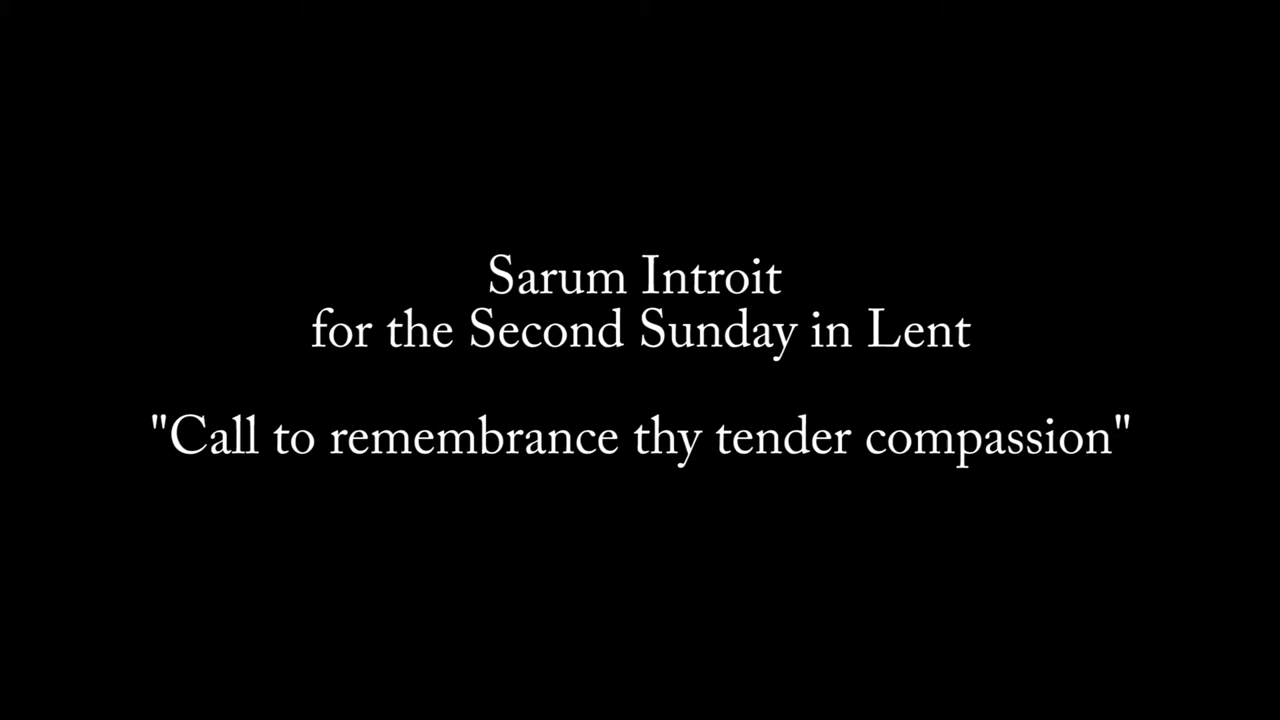 Sarum Introit
for the Second Sunday in Lent
"Call to remembrance thy tender compassion"